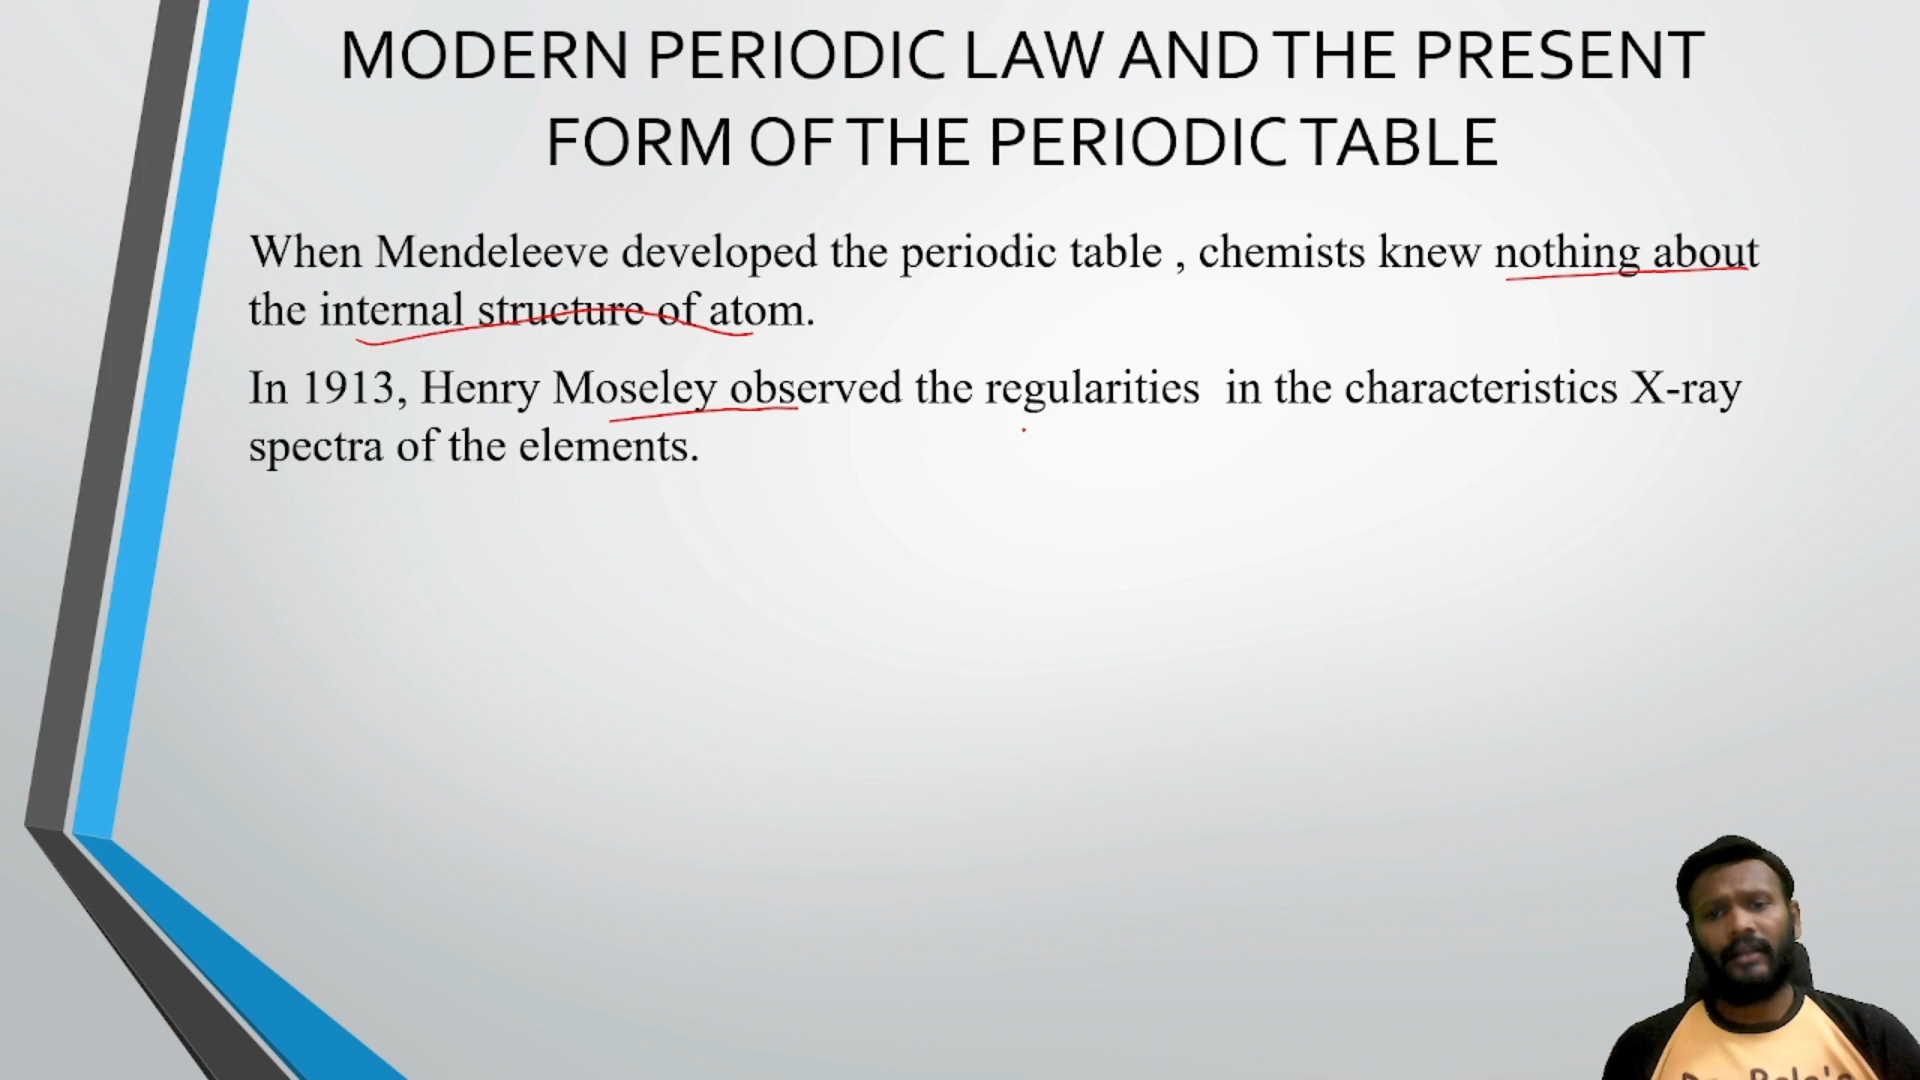 MODERN PERIODIC LAW AND THE PRESENT
FORM OF THE PERIODIC TABLE
When Mendeleeve developed the periodic table , chemists knew nothing about
the internal structure of atom.
In 1913, Henry Moseley observed the regularities in the characteristics X-ray
spectra of the elements.